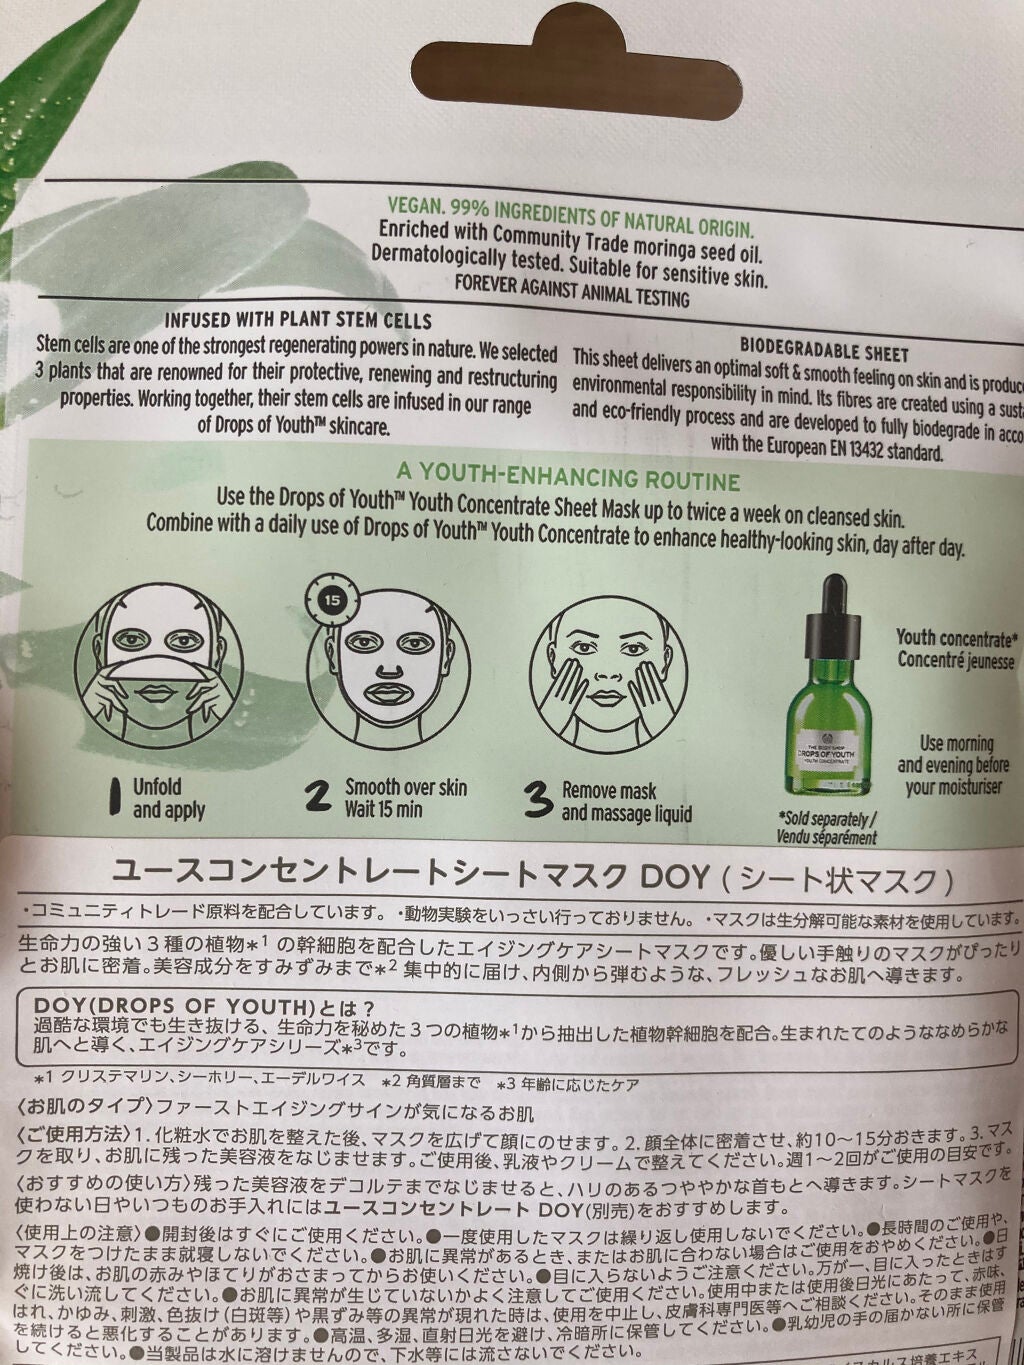 VEGAN. 99% INGREDIENTS OF NATURAL ORIGIN.
Enriched with Community Trade moringa seed oil.
Dermatologically tested. Suitable for sensitive skin.
FOREVER AGAINST ANIMAL TESTING
INFUSED WITH PLANT STEM CELLS
Stem cells are one of the strongest regenerating powers in nature. We selected
3 plants that are renowned for their protective, renewing and restructuring
properties. Working together, their stem cells are infused in our range
of Drops of Youth™ skincare.
BIODEGRADABLE SHEET
This sheet delivers an optimal soft & smooth feeling on skin and is
environmental responsibility in mind. Its fibres are created using a
and eco-friendly process and are developed to fully biodegrade in
with the European EN 13432 standard.
A YOUTH-ENHANCING ROUTINE
Use the Drops of Youth™ Youth Concentrate Sheet Mask up to twice a week on cleansed skin.
Combine with a daily use of Drops of Youth™ Youth Concentrate to enhance healthy-looking skin, day after day.
15
1 Unfold
and apply
2 Smooth over skin
Wait 15 min
3 Remove mask
and massage liquid
THE BODY SHOP
DROPS OF YOUTH
YOUTH CONCENTRATE
Youth concentrate*
Concentré jeunesse
Use morning
and evening before
your moisturiser
*Sold separately /
Vendu séparément
ユースコンセントレートシートマスク DOY (シート状マスク)
・コミュニティトレード原料を配合しています。・動物実験をいっさい行っておりません。・マスクは生分解可能な素材を使用しています。
生命力の強い3種の植物*1 の幹細胞を配合したエイジングケアシートマスクです。優しい手触りのマスクがぴったり
とお肌に密着。美容成分をすみずみまで*2 集中的に届け、内側から弾むような、フレッシュなお肌へ導きます。
DOY(DROPS OF YOUTH)とは?
過酷な環境でも生き抜ける、生命力を秘めた3つの植物*1から抽出した植物幹細胞を配合。生まれたてのようななめらかな
肌へと導く、エイジングケアシリーズ*3です。
*1 クリステマリン、シーホリー、エーデルワイス *2 角質層まで *3 年齢に応じたケア
〈お肌のタイプ〉ファーストエイジングサインが気になるお肌
〈ご使用方法〉1. 化粧水でお肌を整えた後、マスクを広げて顔にのせます。2. 顔全体に密着させ、約10〜15分おきます。3. マス
クを取り、お肌に残った美容液をなじませます。ご使用後、乳液やクリームで整えてください。週1〜2回がご使用の目安です。
〈おすすめの使い方〉残った美容液をデコルテまでなじませると、ハリのあるつややかな首もとへ導きます。シートマスクを
使わない日やいつものお手入れにはユースコンセントレート DOY(別売)をおすすめします。
〈使用上の注意〉●開封後はすぐにご使用ください。●一度使用したマスクは繰り返し使用しないでください。●長時間のご使用や、
マスクをつけたまま就寝しないでください。●お肌に異常があるとき、またはお肌に合わない場合はご使用をおやめください。●日
焼け後は、お肌の赤みやほてりがおさまってからお使いください。●目に入らないようご注意ください。万が一、目に入ったときはす
ぐに洗い流してください。●お肌に異常が生じていないかよく注意してご使用ください。使用中または使用後日光にあたって、赤味、
はれ、かゆみ、刺激、色抜け(白斑等)や黒ずみ等の異常が現れた時は、使用を中止し、皮膚科専門医等へご相談ください。そのまま使用
を続けると悪化することがあります。●高温、多湿、直射日光を避け、冷暗所に保管してください。●乳幼児の手の届かない所に保管
してください。●当製品は水に溶けませんので、下水等には流さないでください。